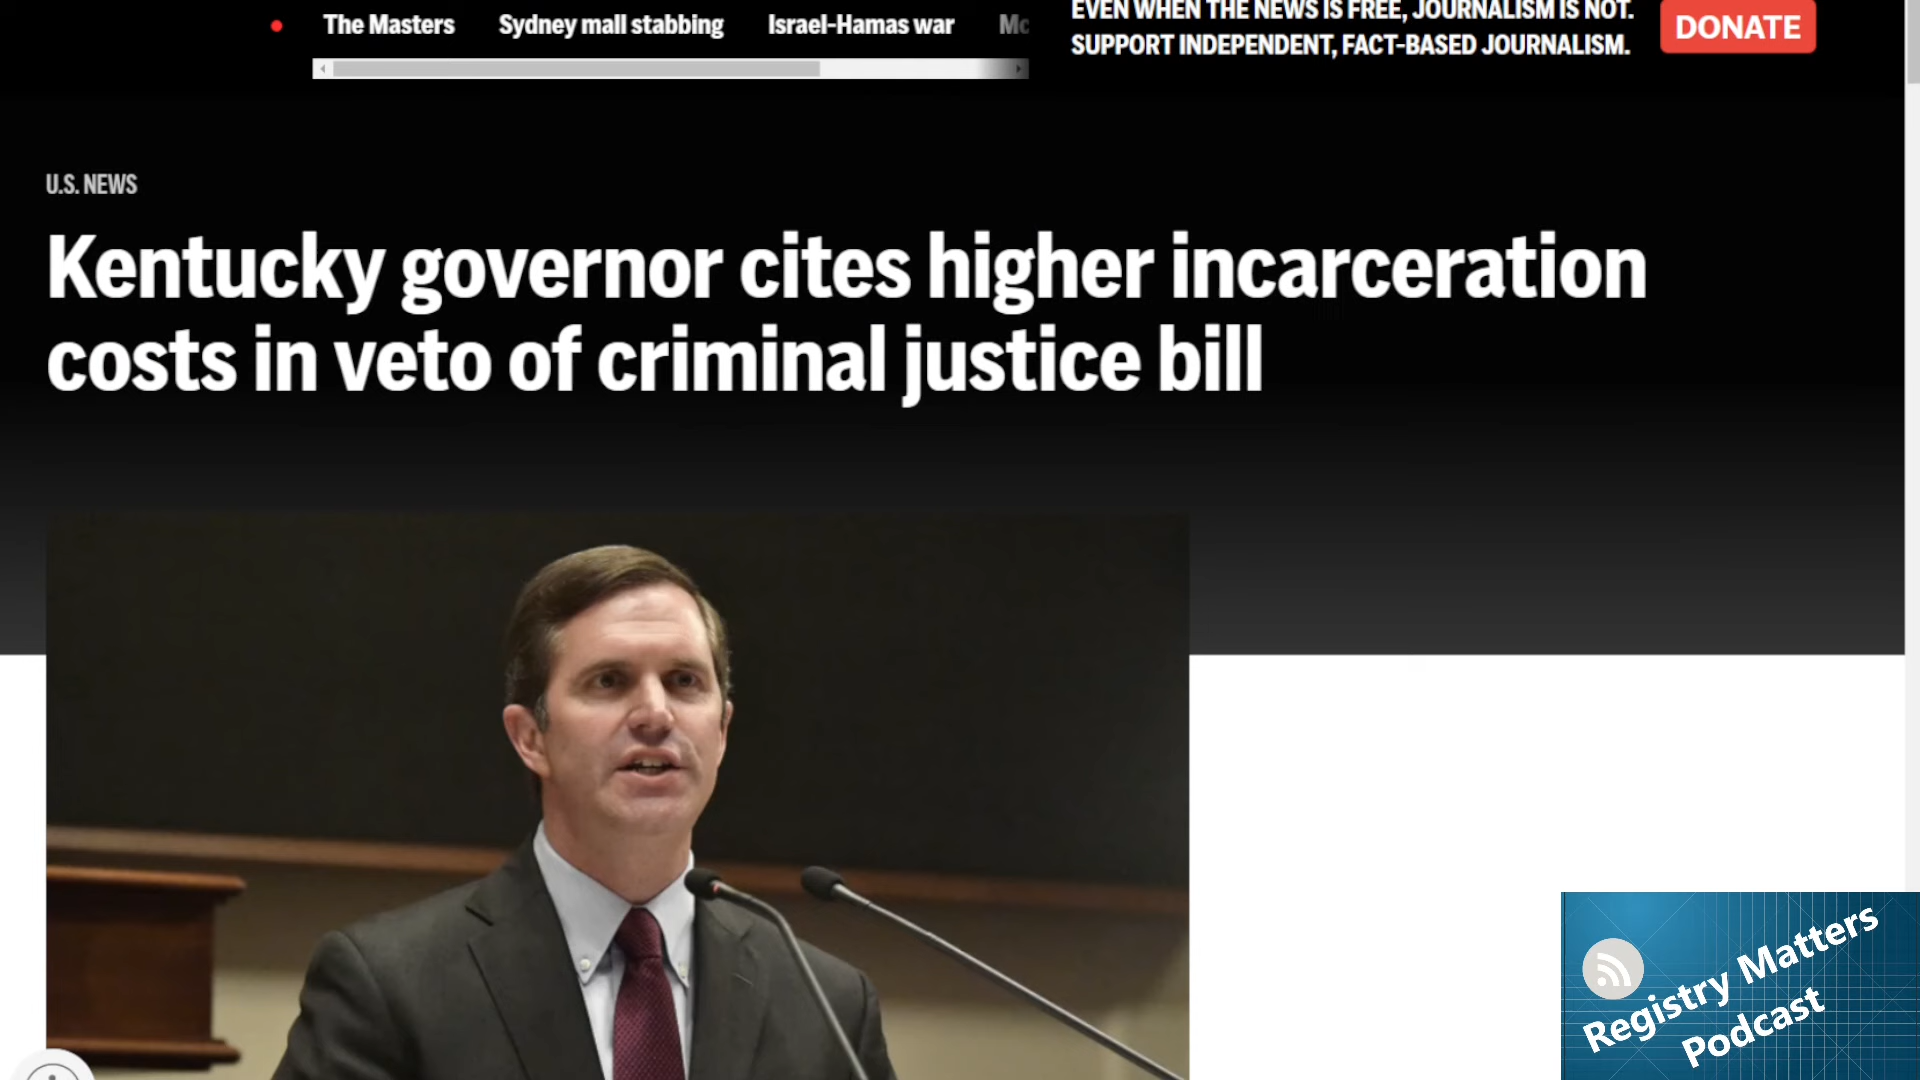 The Masters Sydney mall stabbing Israel-Hamas war
EVEN WHEN THE NEWS IS FREE, JOURNALISM IS NOT.
SUPPORT INDEPENDENT, FACT-BASED JOURNALISM.
DONATE
U.S. NEWS
Kentucky governor cites higher incarceration
costs in veto of criminal justice bill
Registry Matters
Podcast